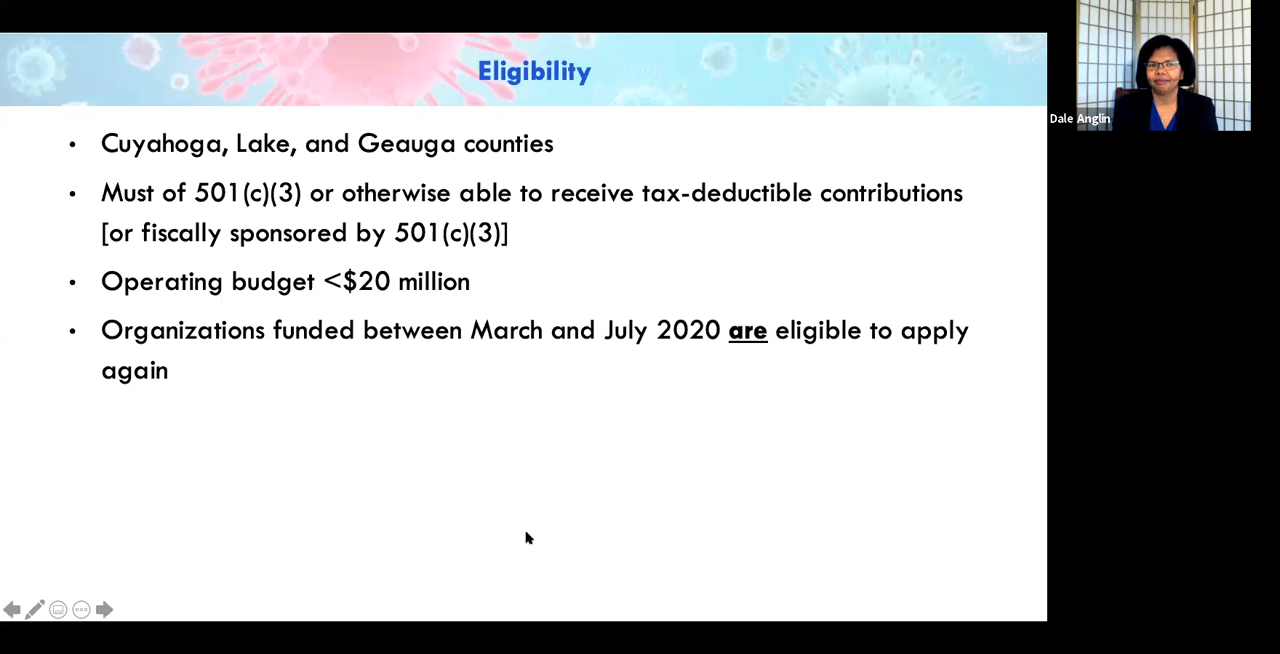 Eligibility
Dale Anglin
• Cuyahoga, Lake, and Geauga counties
• Must of 501(c)(3) or otherwise able to receive tax-deductible contributions
[or fiscally sponsored by 501(c)(3)]
• Operating budget <$20 million
• Organizations funded between March and July 2020 are eligible to apply
again